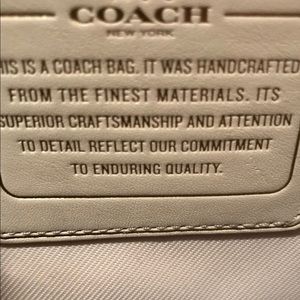 COACH
NEW YORK
HIS IS A COACH BAG. IT WAS HANDCRAFTED
FROM THE FINEST MATERIALS. ITS
SUPERIOR CRAFTSMANSHIP AND ATTENTION
TO DETAIL REFLECT OUR COMMITMENT
TO ENDURING QUALITY.